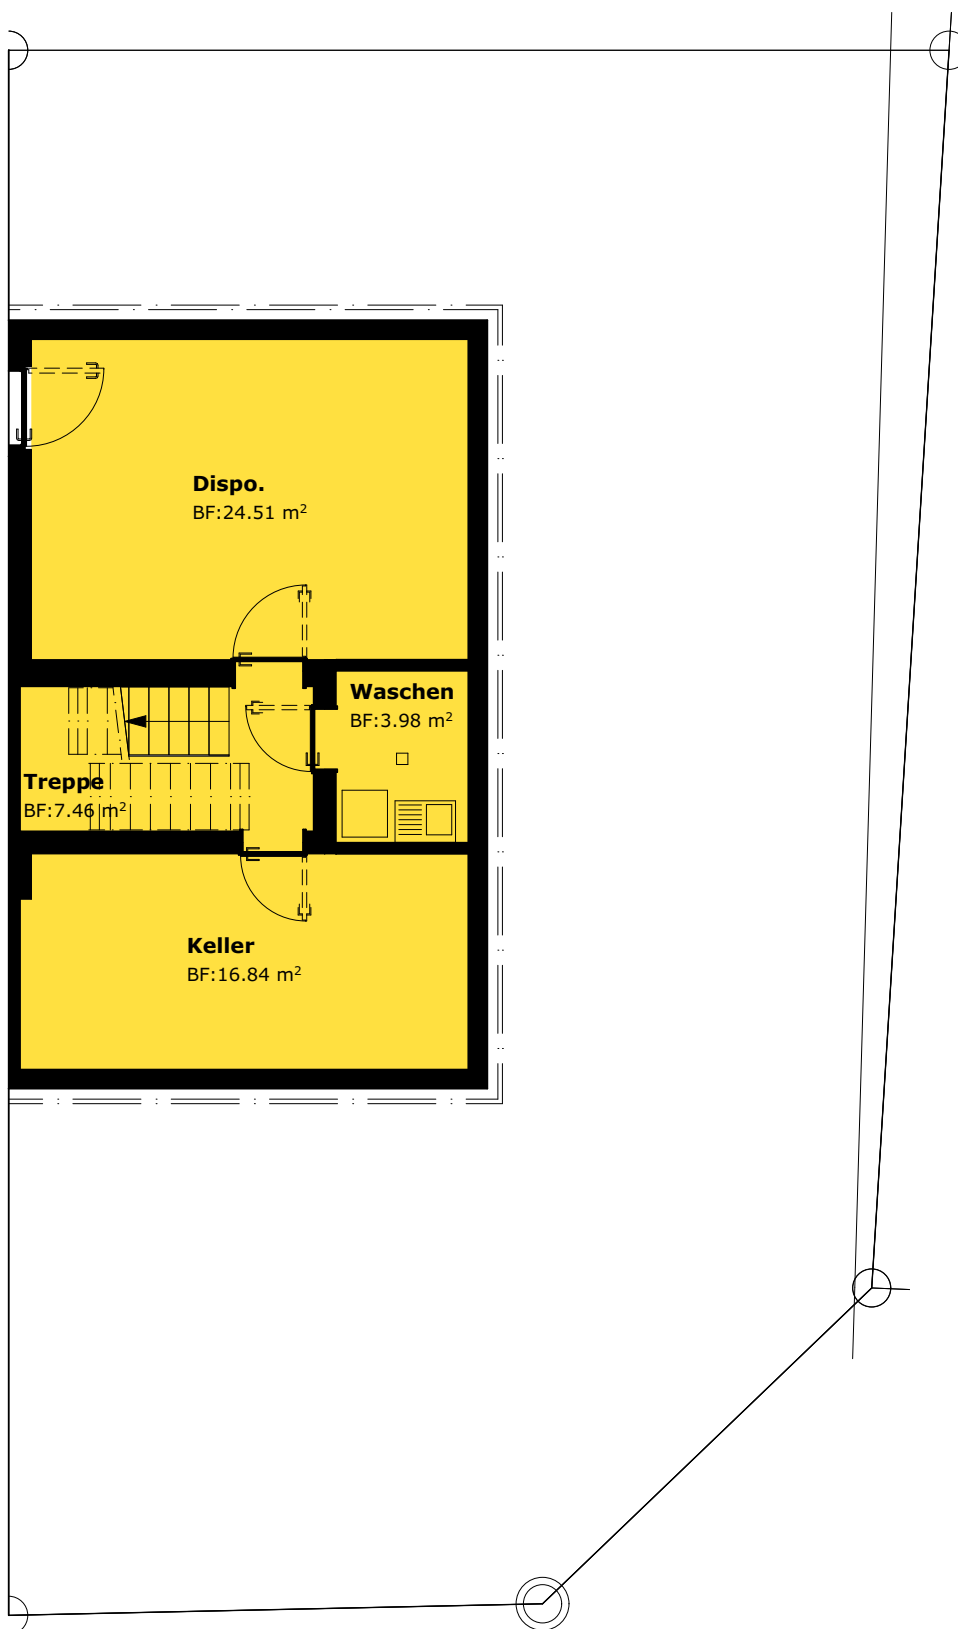 Dispo.
BF:24.51 m²
Waschen
BF:3.98 m²
Treppe
BF:7.46 m²
Keller
BF:16.84 m²